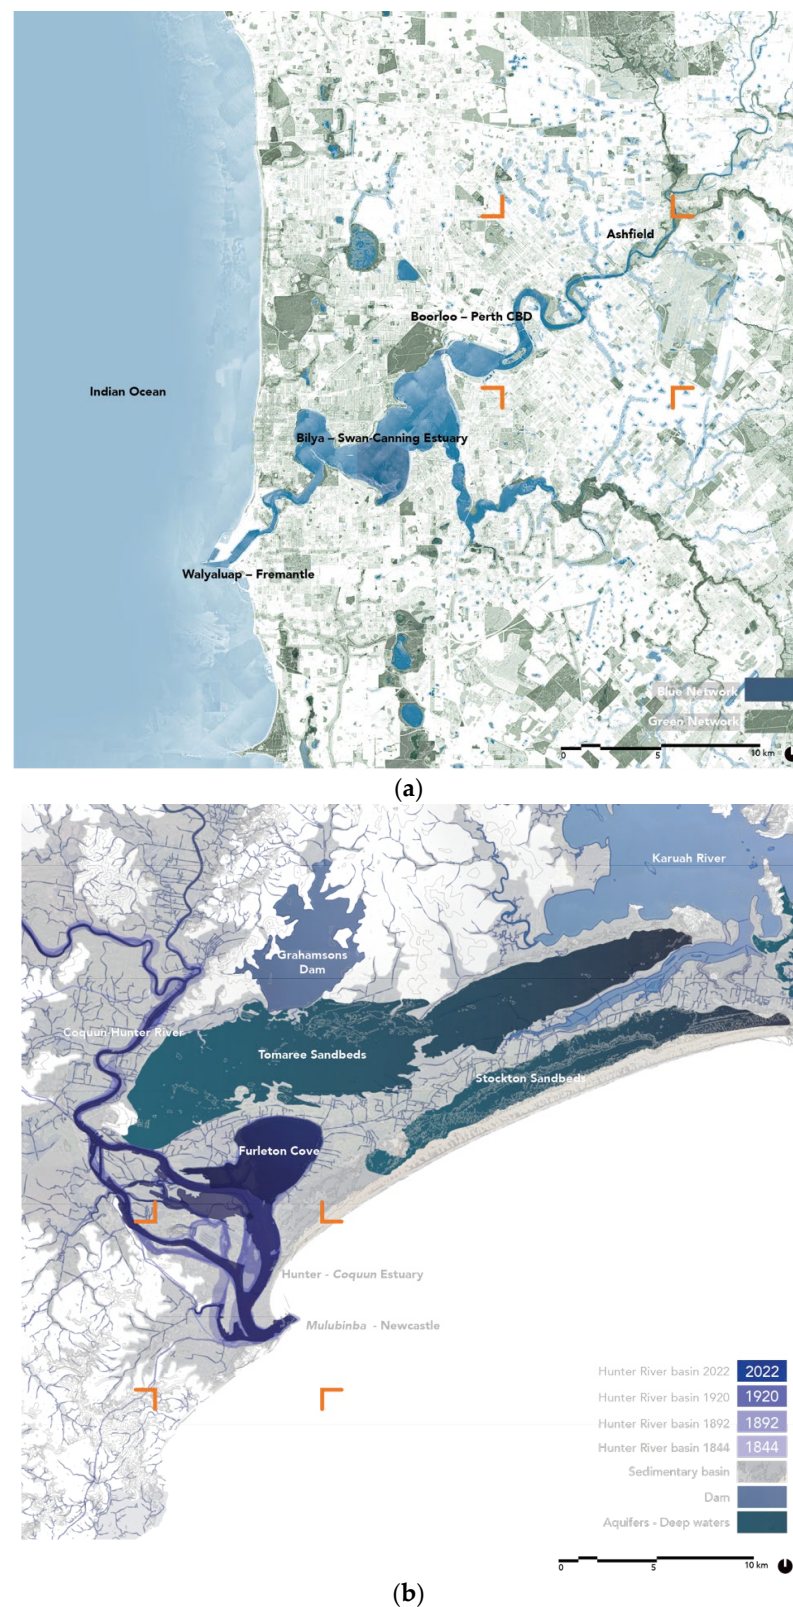 Ashfield
Boorloo – Perth CBD
Indian Ocean
Bilya – Swan-Canning Estuary
Walyaluap – Fremantle
Blue Network
Green Network
0 5 10 km
(a)
Karuah River
Grahamsons
Dam
Coquun-Hunter River
Tomaree Sandbeds
Stockton Sandbeds
Furleton Cove
Hunter - Coquun Estuary
Mulubinba - Newcastle
Hunter River basin 2022 2022
Hunter River basin 1920 1920
Hunter River basin 1892 1892
Hunter River basin 1844 1844
Sedimentary basin
Dam
Aquifers - Deep waters
0 5 10 km
(b)